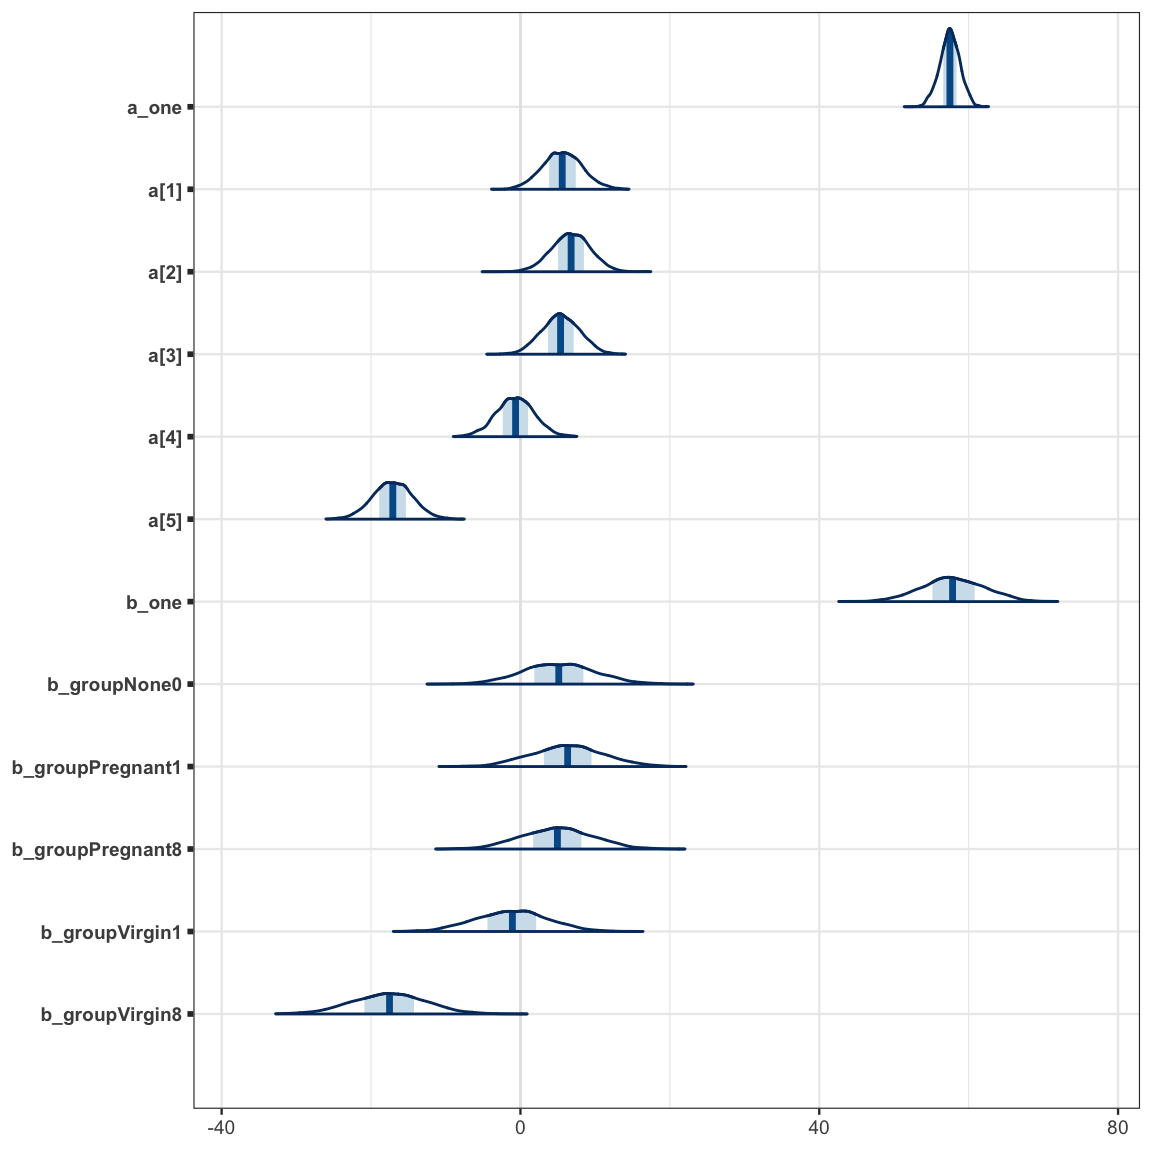 a_one
a[1]
a[2]
a[3]
a[4]
a[5]
b_one
b_groupNone0
b_groupPregnant1
b_groupPregnant8
b_groupVirgin1
b_groupVirgin8
-40 0 40 80